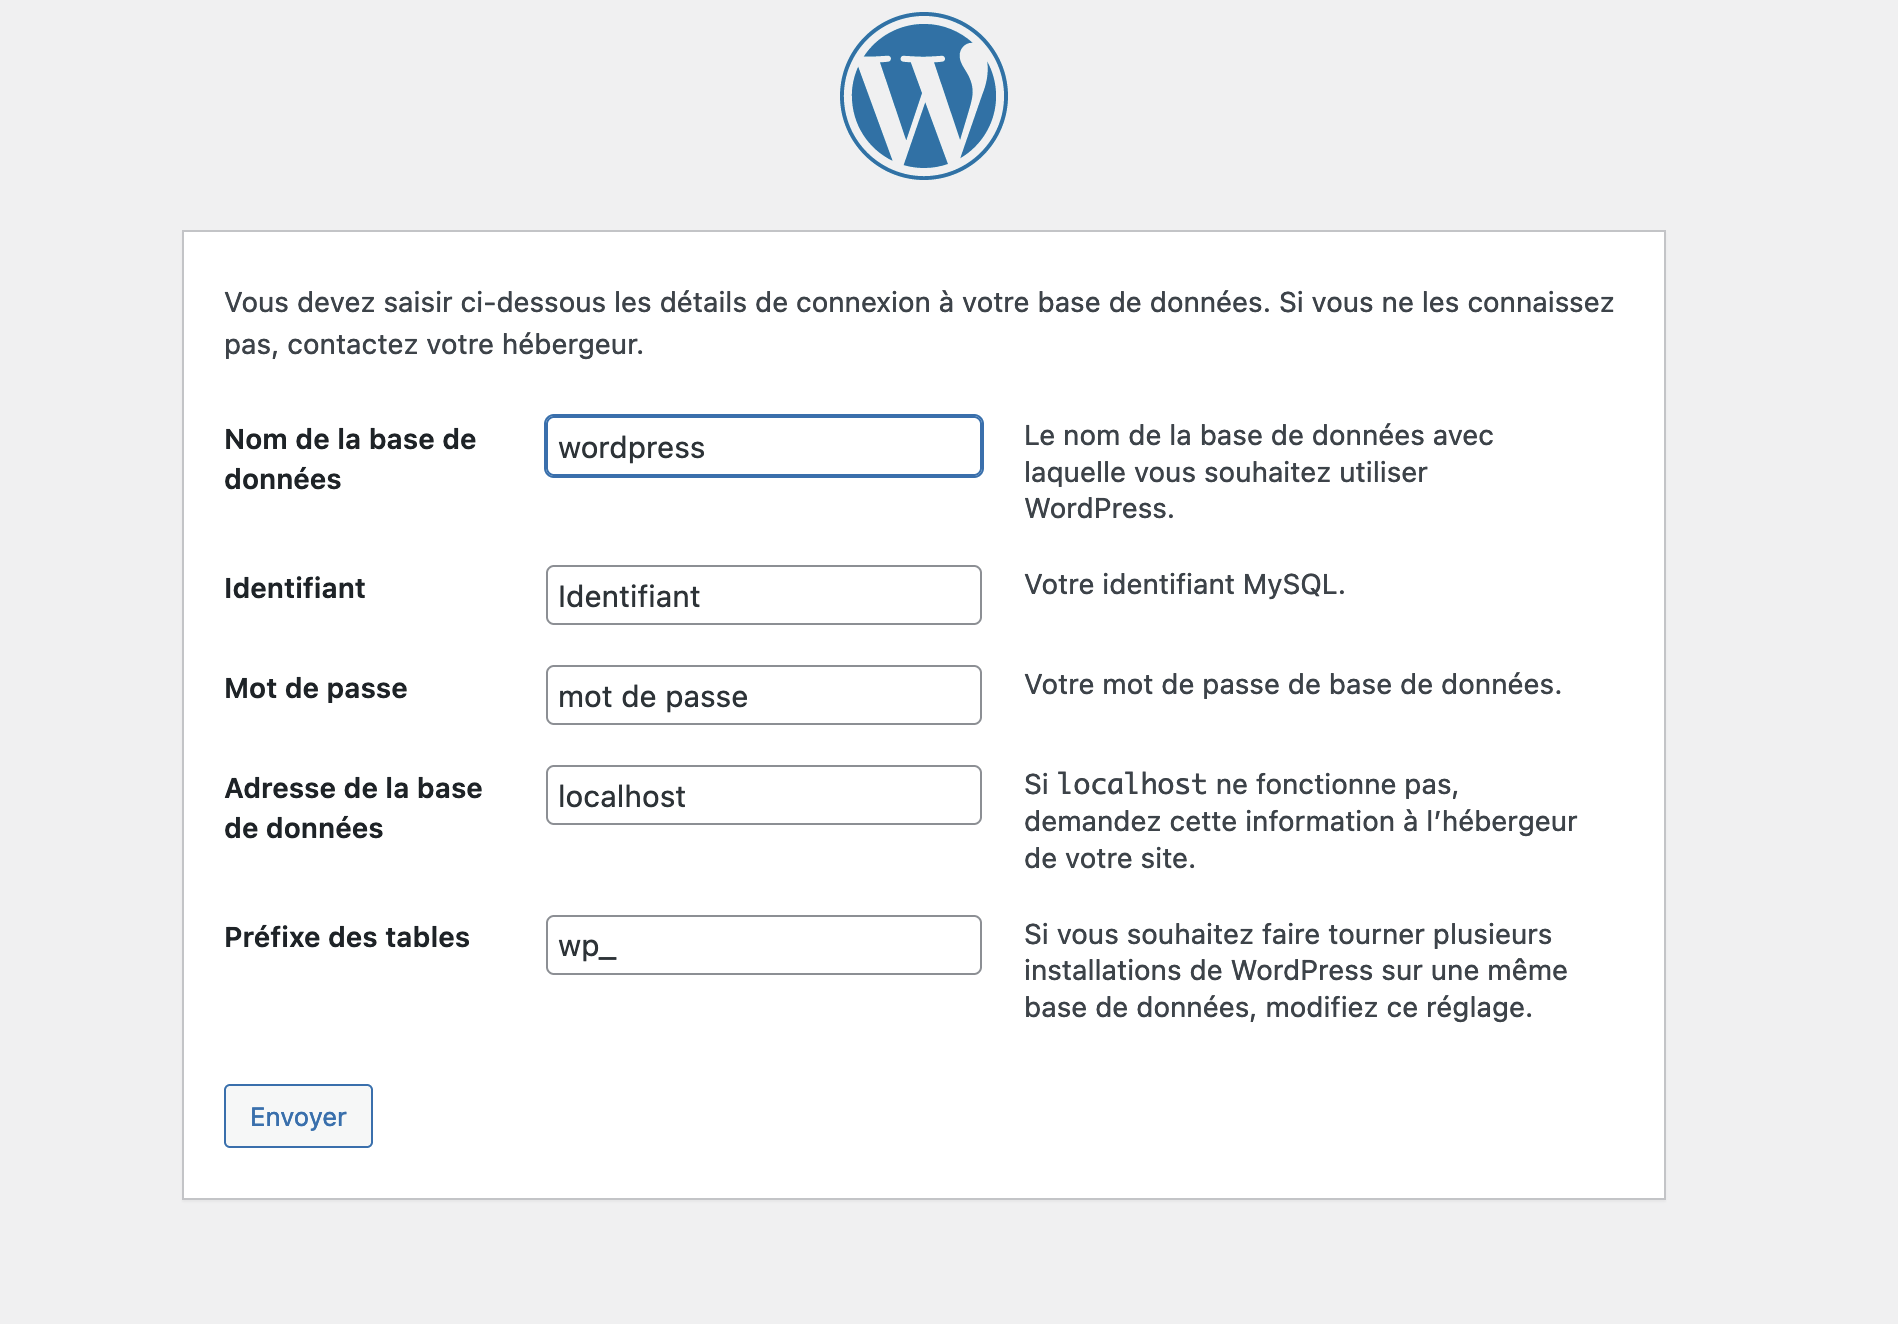 Vous devez saisir ci-dessous les détails de connexion à votre base de données. Si vous ne les connaissez
pas, contactez votre hébergeur.
Nom de la base de
données
wordpress
Le nom de la base de données avec
laquelle vous souhaitez utiliser
WordPress.
Identifiant
Identifiant
Votre identifiant MySQL.
Mot de passe
mot de passe
Votre mot de passe de base de données.
Adresse de la base
de données
localhost
Si localhost ne fonctionne pas,
demandez cette information à l’hébergeur
de votre site.
Préfixe des tables
wp_
Si vous souhaitez faire tourner plusieurs
installations de WordPress sur une même
base de données, modifiez ce réglage.
Envoyer